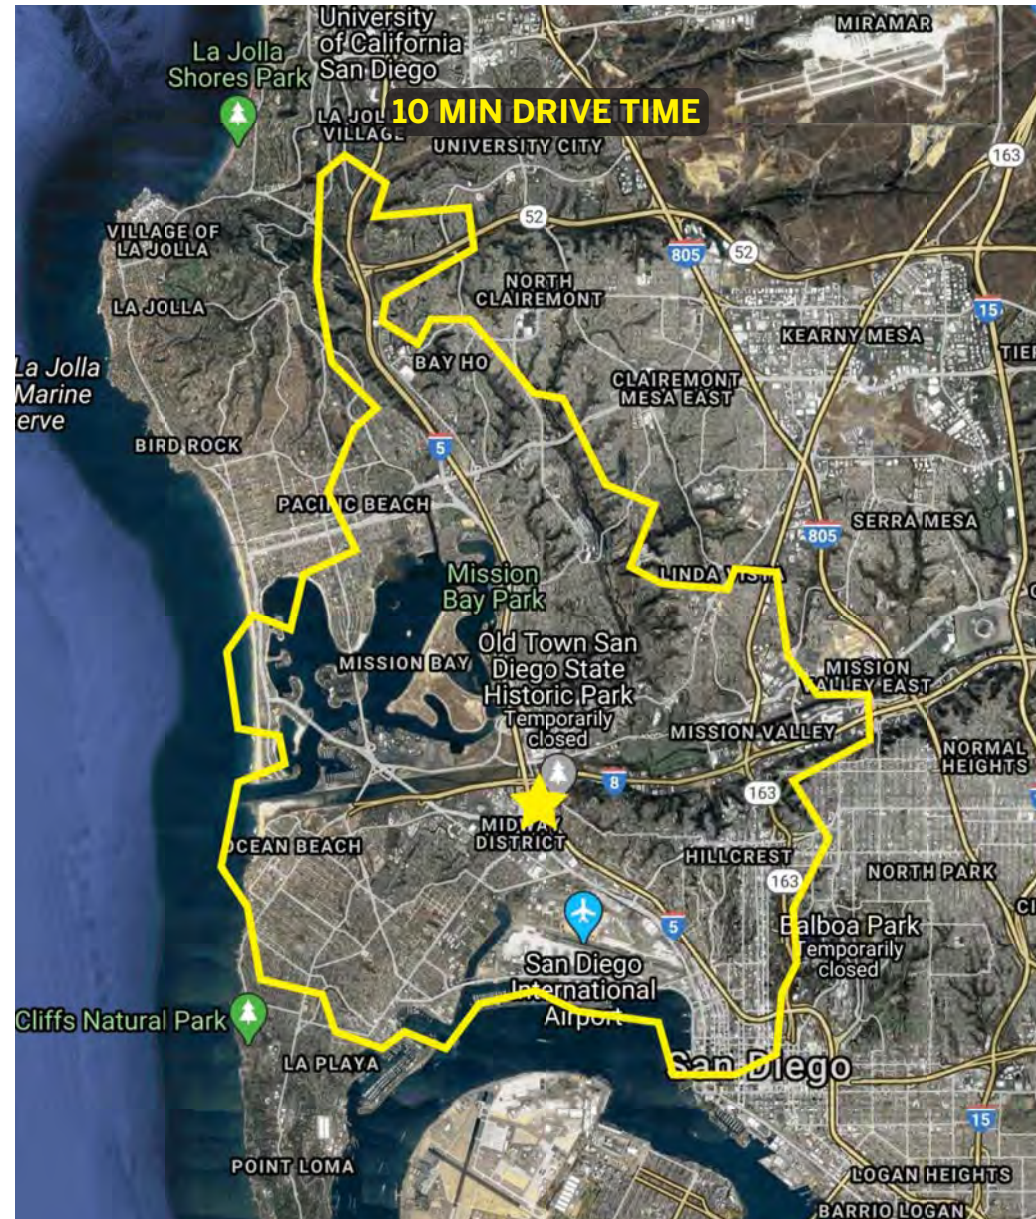 University
of California
San Diego
MIRAMAR
La Jolla
Shores Park
10 MIN DRIVE TIME
VILLAGE
UNIVERSITY CITY
163
52
VILLAGE OF
LA JOLLA
805
52
NORTH
CLAIREMONT
LA JOLLA
15
KEARNY MESA
La Jolla
Marine
erve
BAY HO
CLAIREMONT
MESA EAST
BIRD ROCK
5
PACIFIC BEACH
SERRA MESA
805
Mission
Bay Park
LINDA VISTA
Old Town San
Diego State
Historic Park
Temporarily
closed
MISSION BAY
MISSION
VALLEY EAST
MISSION VALLEY
NORMAL
HEIGHTS
8
163
MIDWAY
DISTRICT
OCEAN BEACH
HILLCREST
NORTH PARK
163
5
Balboa Park
Temporarily
closed
San Diego
International
Airport
Cliffs Natural Park
LA PLAYA
San Diego
15
POINT LOMA
LOGAN HEIGHTS
BARRIO LOGAN